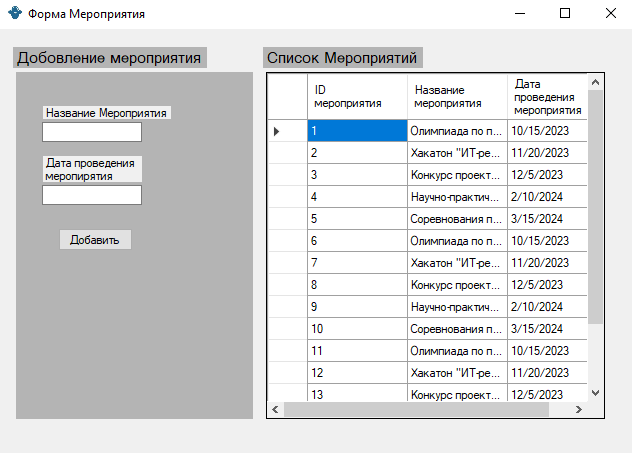 Форма Мероприятия
Добовление мероприятия
Название Мероприятия
Дата проведения
меропирятия
Добавить
Список Мероприятий
ID мероприятия Название мероприятия Дата проведения мероприятия
1 Олимпиада по п... 10/15/2023
2 Хакатон "ИТ-ре... 11/20/2023
3 Конкурс проект... 12/5/2023
4 Научно-практич... 2/10/2024
5 Соревнования п... 3/15/2024
6 Олимпиада по п... 10/15/2023
7 Хакатон "ИТ-ре... 11/20/2023
8 Конкурс проект... 12/5/2023
9 Научно-практич... 2/10/2024
10 Соревнования п... 3/15/2024
11 Олимпиада по п... 10/15/2023
12 Хакатон "ИТ-ре... 11/20/2023
13 Конкурс проект... 12/5/2023